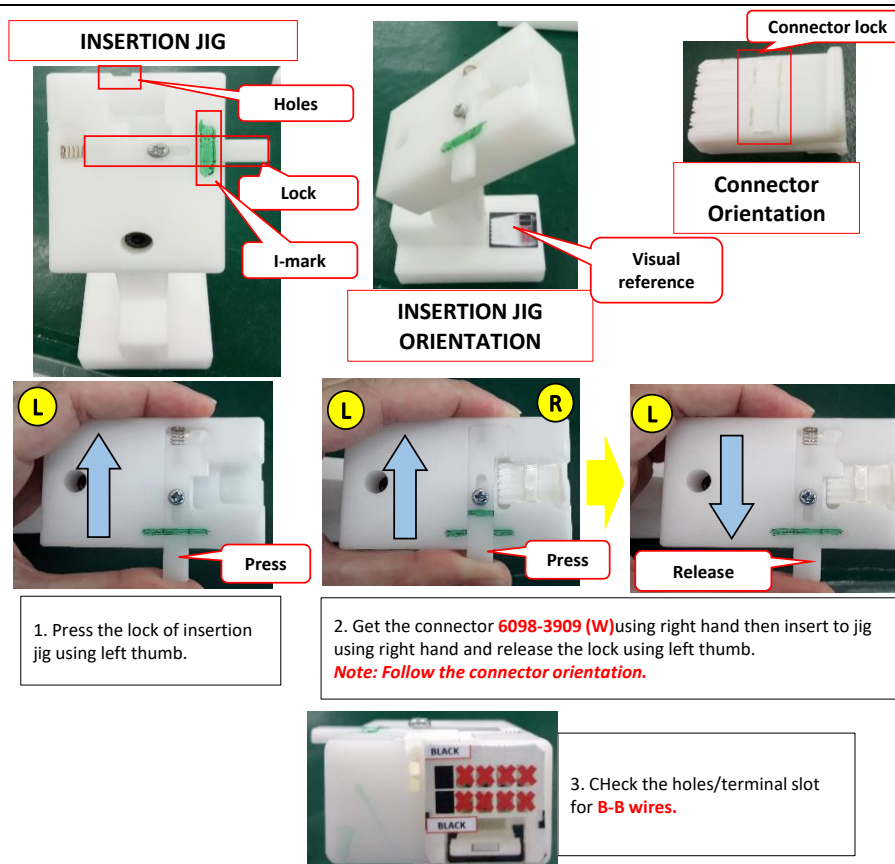 INSERTION JIG
Holes
Lock
I-mark
INSERTION JIG
ORIENTATION
Visual
reference
Connector lock
Connector
Orientation
L
Press
L
R
Press
L
Release
1. Press the lock of insertion
jig using left thumb.
2. Get the connector 6098-3909 (W)using right hand then insert to jig
using right hand and release the lock using left thumb.
Note: Follow the connector orientation.
BLACK
BLACK
3. CHeck the holes/terminal slot
for B-B wires.